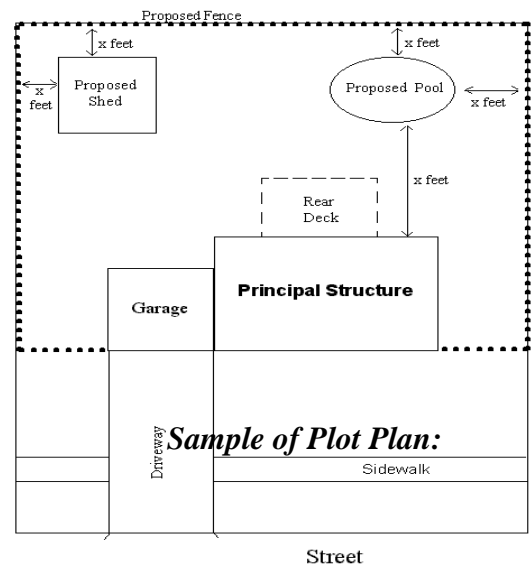 Proposed Fence
x feet
x feet
x
feet
Proposed
Shed
Proposed Pool
x feet
x feet
Rear
Deck
Principal Structure
Garage
Driveway
Sample of Plot Plan:
Sidewalk
Street